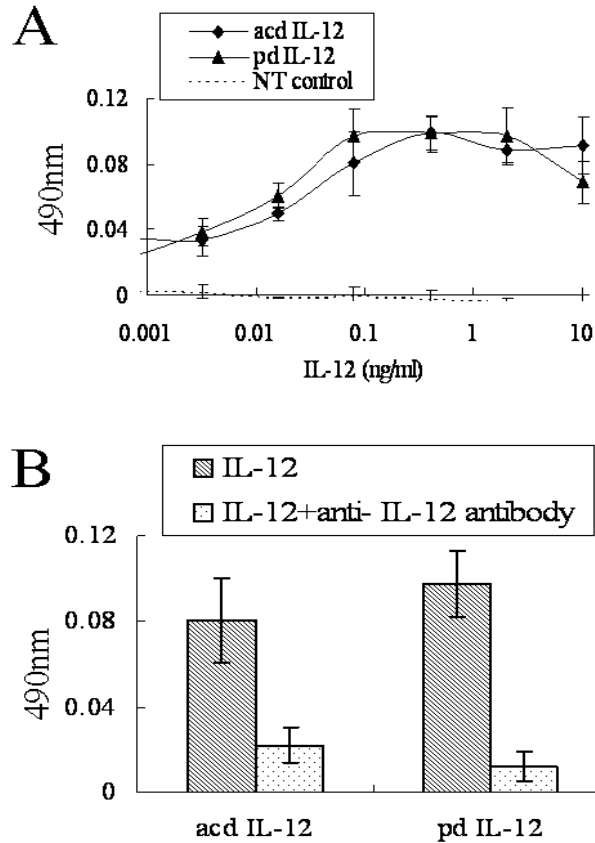 A
acd IL-12
pd IL-12
NT control
0.12
0.08
0.04
0
490nm
0.001 0.01 0.1 1 10
IL-12 (ng/ml)
B
IL-12
IL-12+anti- IL-12 antibody
0.12
0.08
0.04
0
490nm
acd IL-12 pd IL-12